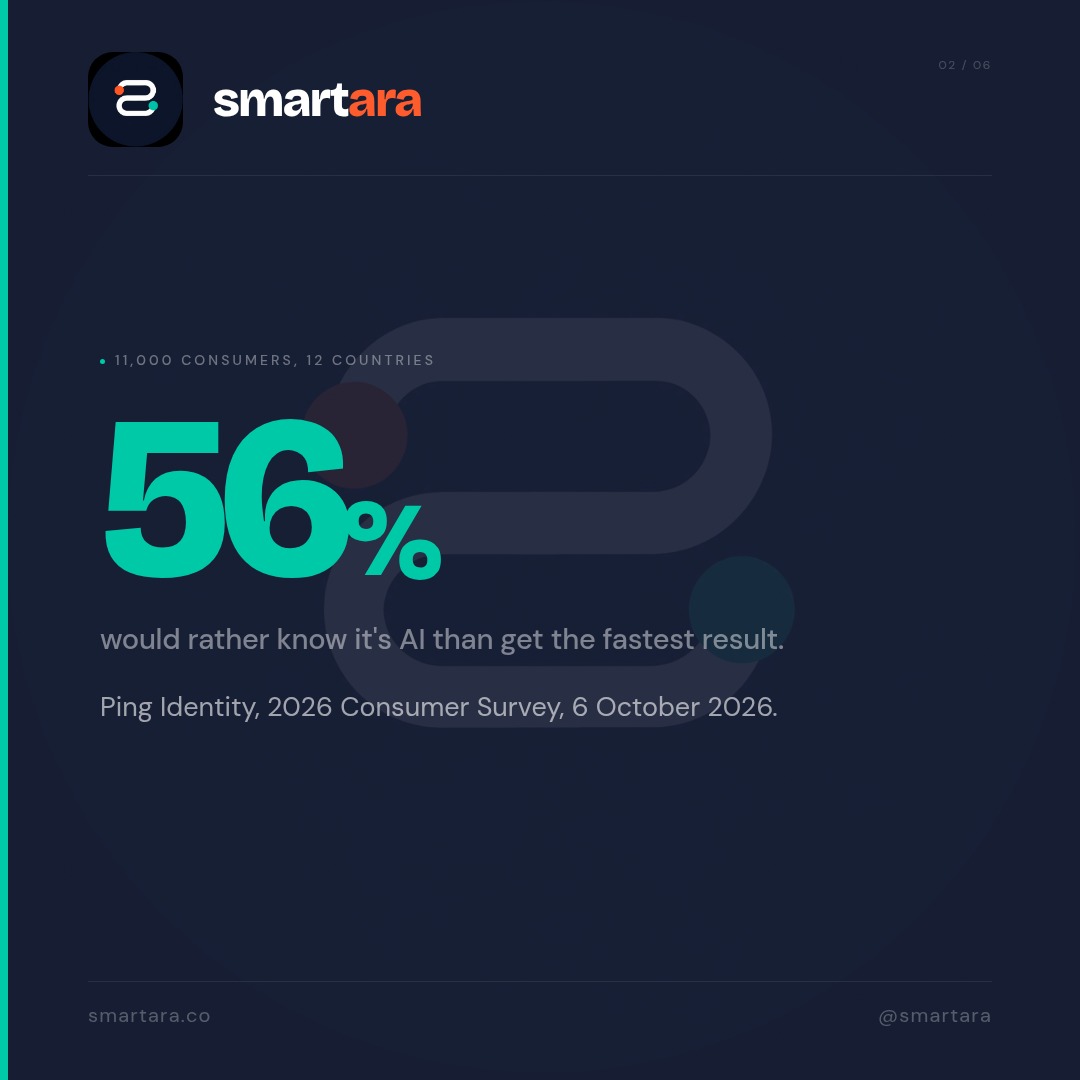 smartara
02 / 06
11,000 CONSUMERS, 12 COUNTRIES
56%
would rather know it's AI than get the fastest result.
Ping Identity, 2026 Consumer Survey, 6 October 2026.
smartara.co
@smartara